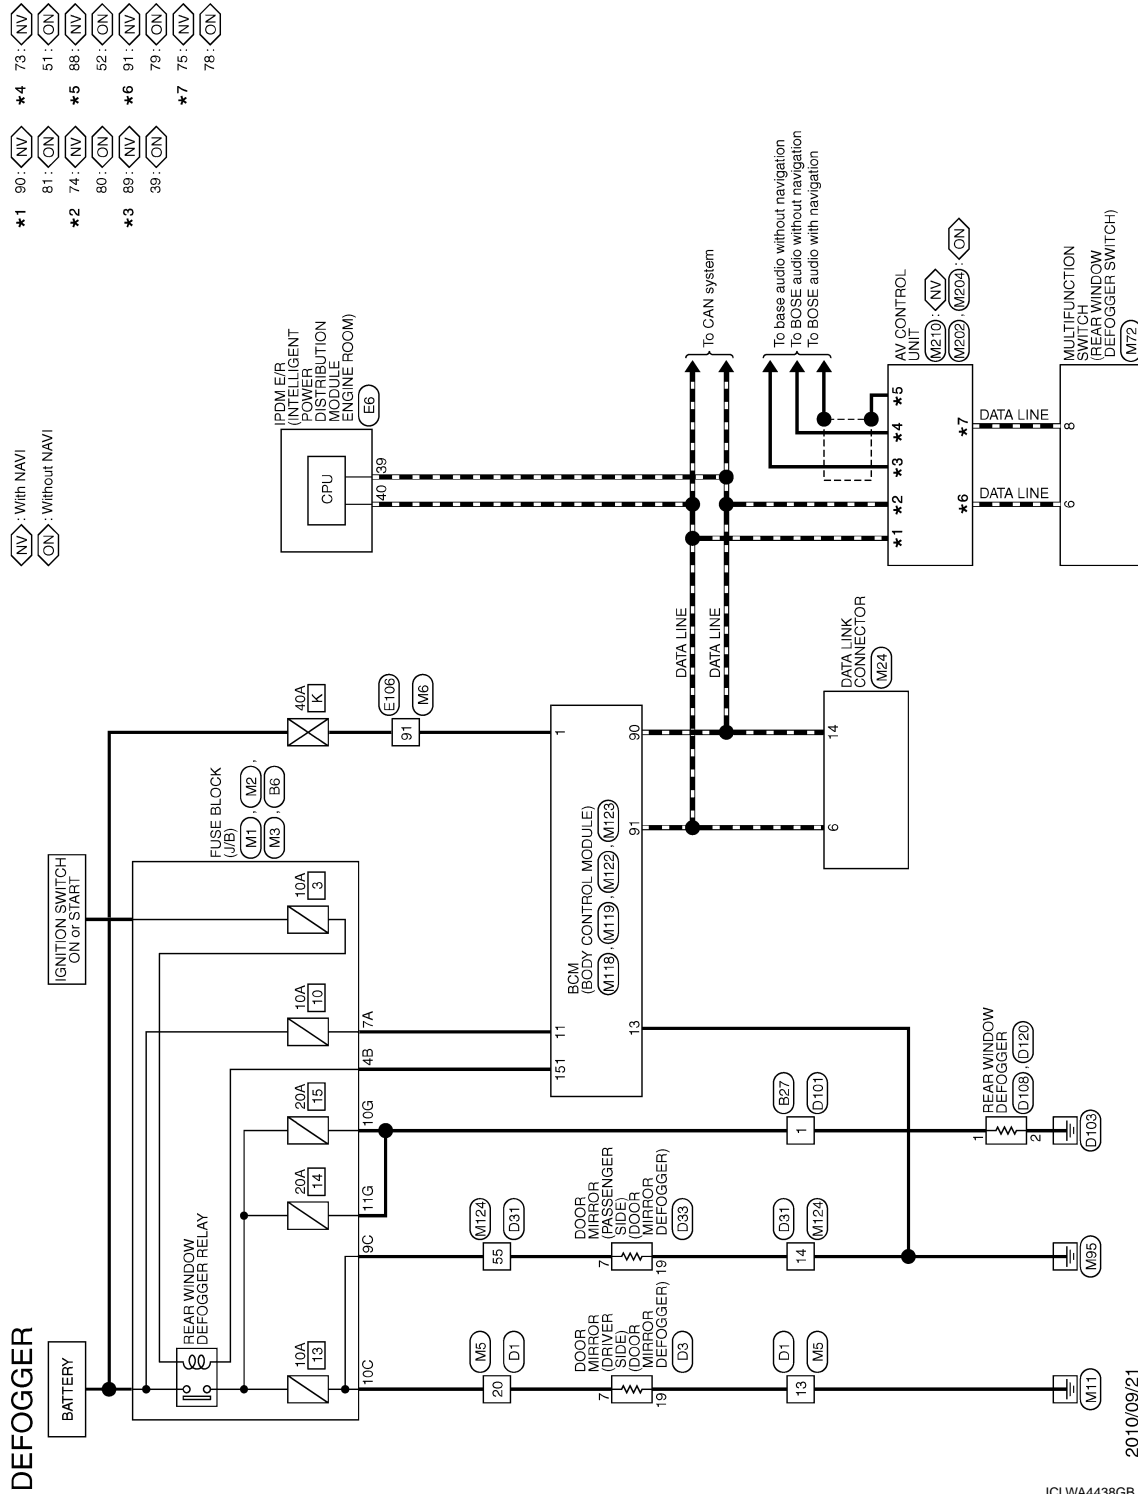 DEFOGGER
BATTERY
IGNITION SWITCH
ON or START
NV : With NAVI
ON : Without NAVI
*1 90 : NV
81 : ON
*2 74 : NV
80 : ON
*3 89 : NV
39 : ON
*4 73 : NV
51 : ON
*5 88 : NV
52 : ON
*6 91 : NV
79 : ON
*7 75 : NV
78 : ON
REAR WINDOW
DEFOGGER RELAY
10A
13
20A
14
20A
15
10A
10
10A
3
FUSE BLOCK
(J/B)
M1 , M2 ,
M3 , B6
40A
K
10C
9C
11G
10G
4B
7A
E106
91
M6
IPDM E/R
(INTELLIGENT
POWER
DISTRIBUTION
MODULE
ENGINE ROOM)
E6
CPU
40
39
M5
20
D1
M124
55
D31
151
11
1
BCM
(BODY CONTROL MODULE)
M118 , M119 , M122 , M123
13
91
90
DOOR
MIRROR
(DRIVER
SIDE)
(DOOR
MIRROR
DEFOGGER)
D3
7
19
DOOR
MIRROR
(PASSENGER
SIDE)
(DOOR
MIRROR
DEFOGGER)
D33
7
19
DATA LINE
DATA LINE
To CAN system
D1
13
M5
D31
14
M124
B27
1
D101
6
14
DATA LINK
CONNECTOR
M24
To base audio without navigation
To BOSE audio without navigation
To BOSE audio with navigation
*1
*2
*3
*4
*5
AV CONTROL
UNIT
M210 : NV
M202 , M204 : ON
*6
*7
DATA LINE
DATA LINE
REAR WINDOW
DEFOGGER
D108 , D120
1
2
M11
M95
D103
6
8
MULTIFUNCTION
SWITCH
(REAR WINDOW
DEFOGGER SWITCH)
M72
2010/09/21
JCLWA4438GB